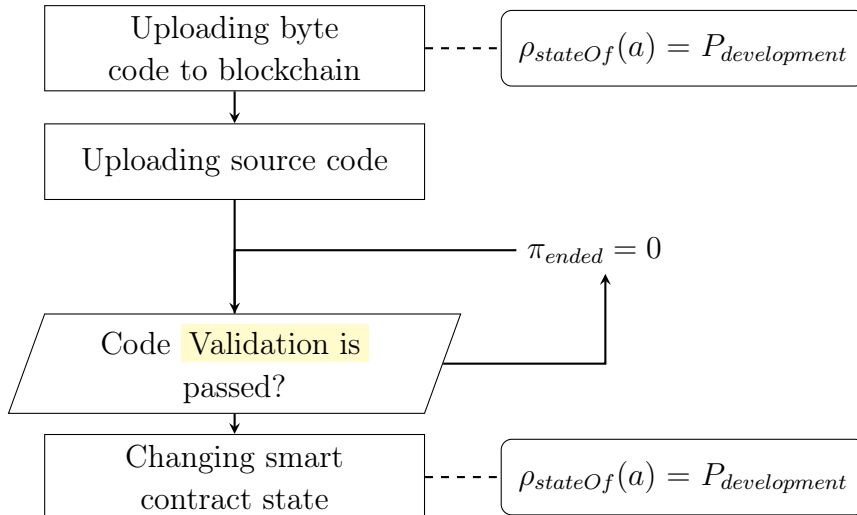 Uploading byte
code to blockchain
ρ_{stateOf}(a) = P_{development}
Uploading source code
π_{ended} = 0
Code Validation is
passed?
Changing smart
contract state
ρ_{stateOf}(a) = P_{development}